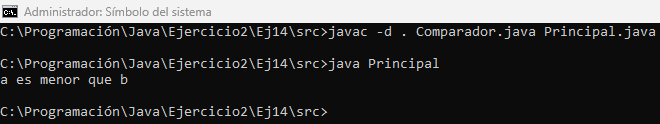 Administrador: Símbolo del sistema
C:\Programación\Java\Ejercicio2\Ej14\src>javac -d . Comparador.java Principal.java
C:\Programación\Java\Ejercicio2\Ej14\src>java Principal
a es menor que b
C:\Programación\Java\Ejercicio2\Ej14\src>